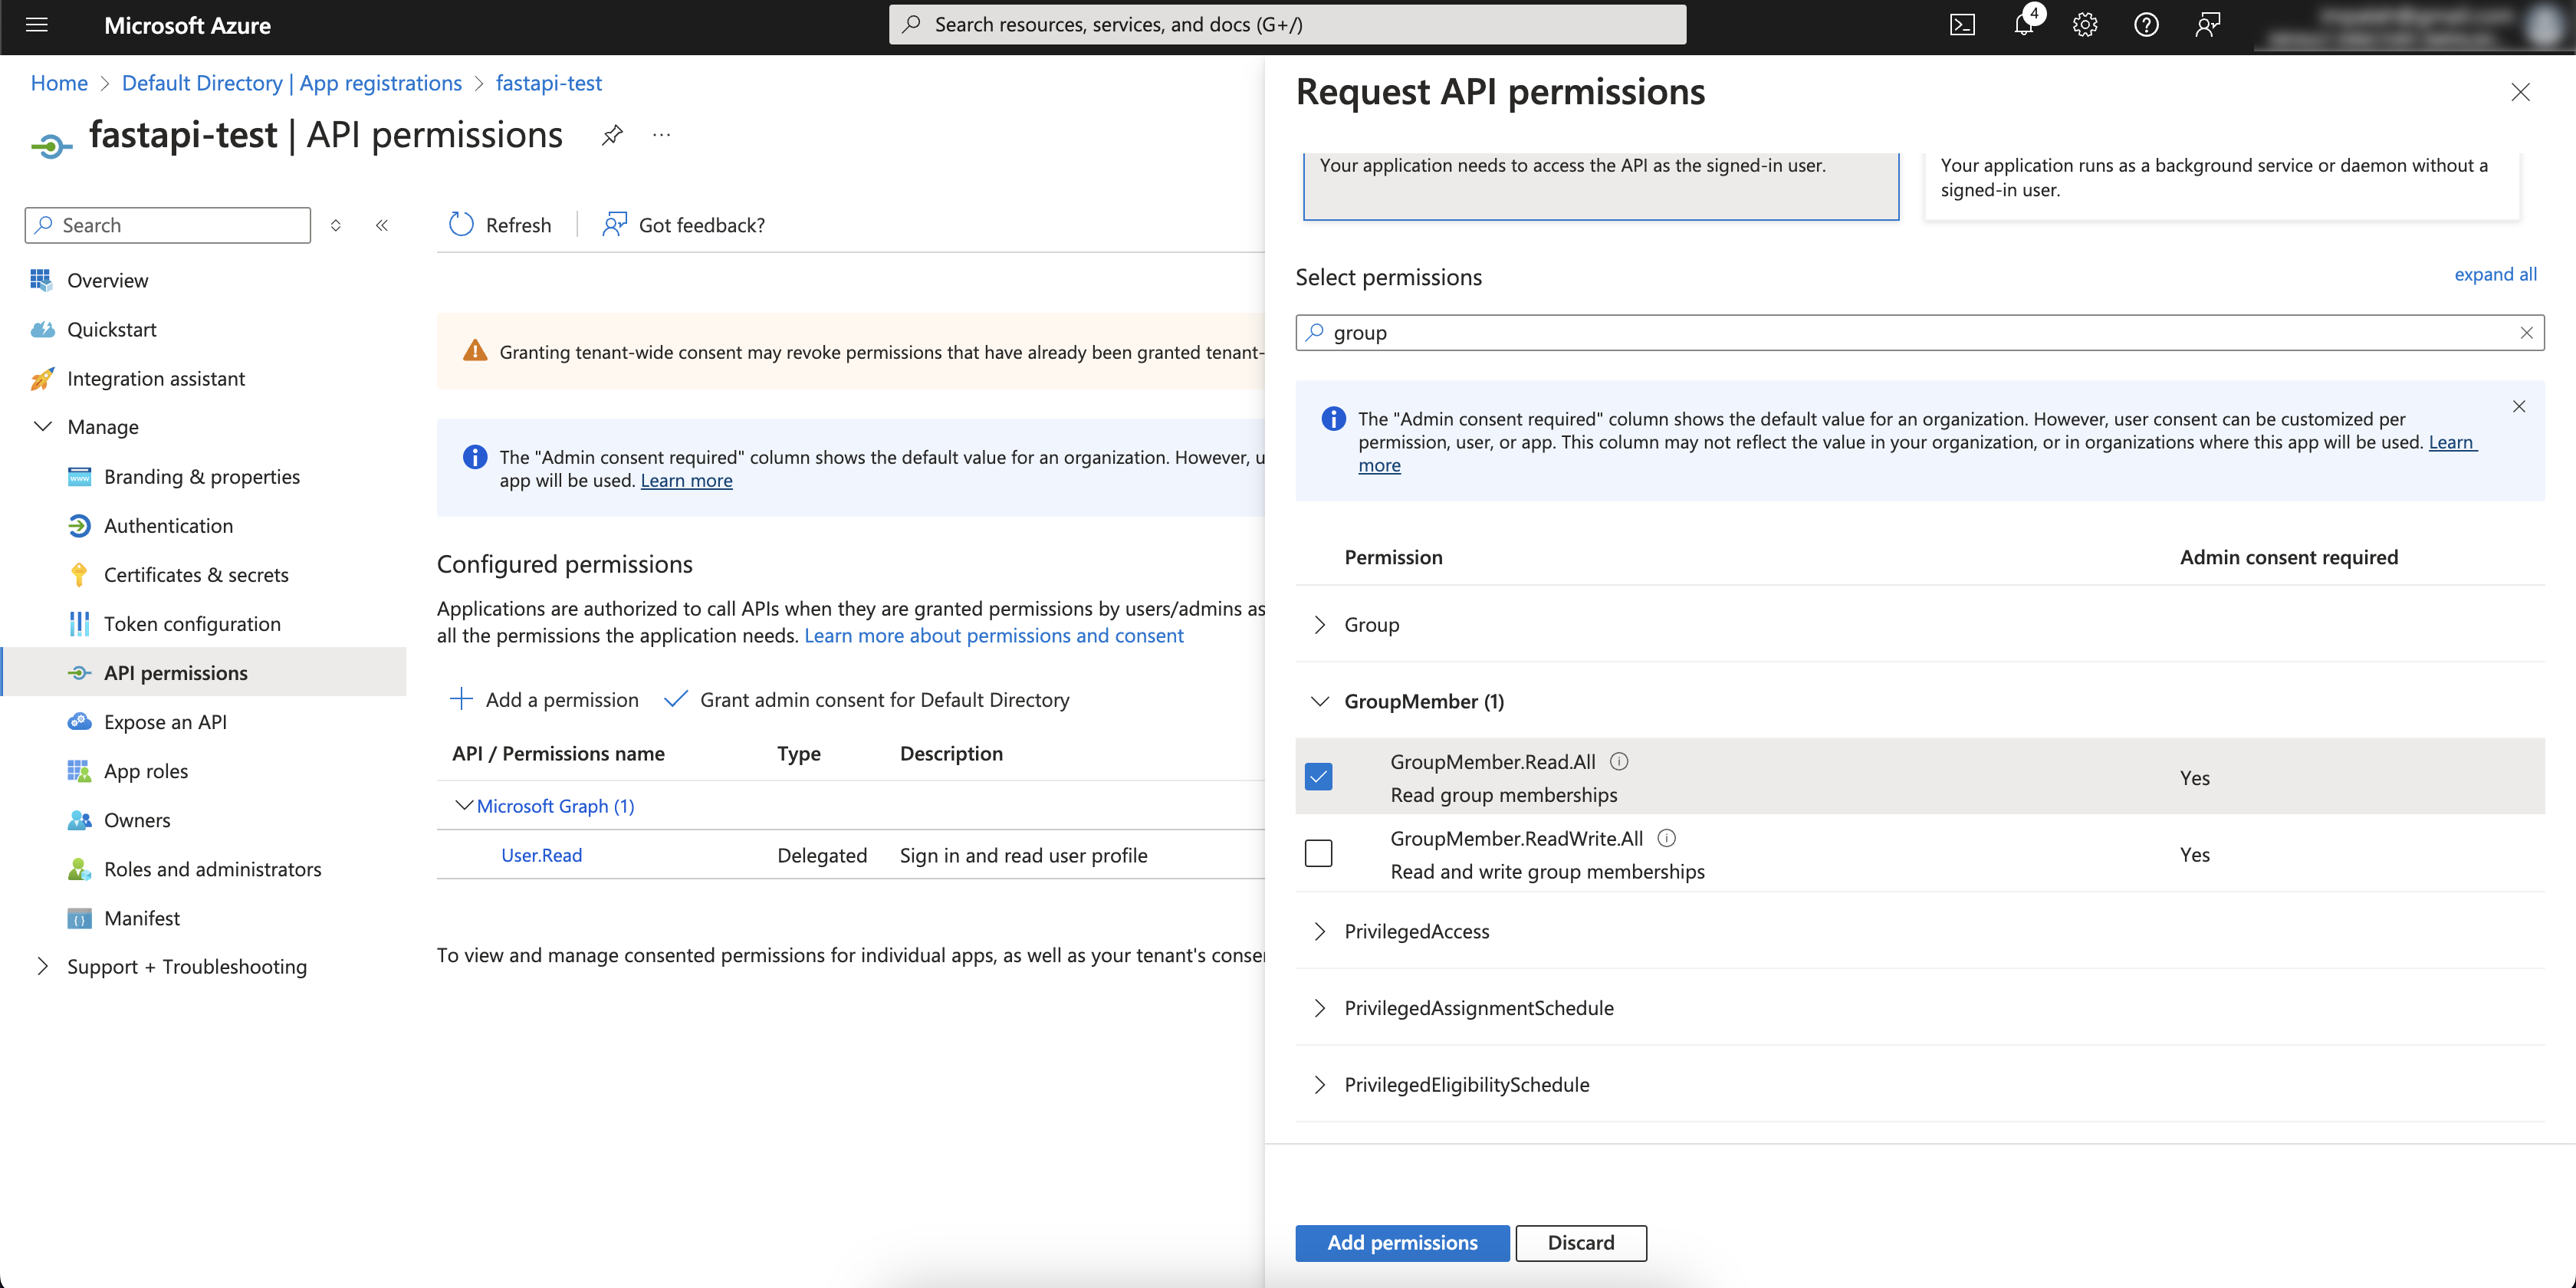 Microsoft Azure
Search resources, services, and docs (G+/)
4
Home > Default Directory | App registrations > fastapi-test
fastapi-test | API permissions
...
Search
Overview
Quickstart
Integration assistant
Manage
Branding & properties
Authentication
Certificates & secrets
Token configuration
API permissions
Expose an API
App roles
Owners
Roles and administrators
Manifest
Support + Troubleshooting
Refresh
Got feedback?
Granting tenant-wide consent may revoke permissions that have already been granted tenant-
The "Admin consent required" column shows the default value for an organization. However, u
app will be used. Learn more
Configured permissions
Applications are authorized to call APIs when they are granted permissions by users/admins as
all the permissions the application needs. Learn more about permissions and consent
Add a permission
Grant admin consent for Default Directory
API / Permissions name Type Description
Microsoft Graph (1)
User.Read Delegated Sign in and read user profile
To view and manage consented permissions for individual apps, as well as your tenant's conse
Request API permissions
Your application needs to access the API as the signed-in user.
Your application runs as a background service or daemon without a
signed-in user.
Select permissions
expand all
group
The "Admin consent required" column shows the default value for an organization. However, user consent can be customized per
permission, user, or app. This column may not reflect the value in your organization, or in organizations where this app will be used. Learn
more
Permission Admin consent required
Group
GroupMember (1)
GroupMember.Read.All
Read group memberships
Yes
GroupMember.ReadWrite.All
Read and write group memberships
Yes
PrivilegedAccess
PrivilegedAssignmentSchedule
PrivilegedEligibilitySchedule
Add permissions
Discard